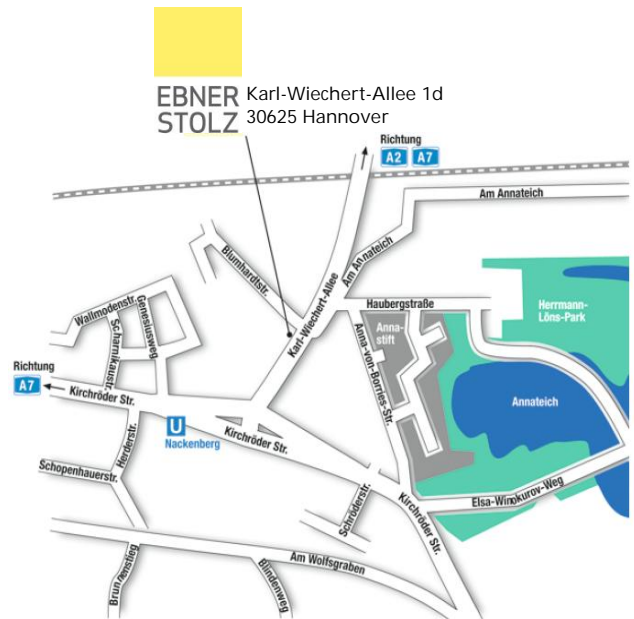 EBNER
STOLZ
Karl-Wiechert-Allee 1d
30625 Hannover
Richtung
A2 A7
Am Annateich
Am Annateich
Blumhardtstr.
Karl-Wiechert-Allee
Haubergstraße
Herrmann-
Löns-Park
Wallmodenstr.
Genesiusweg
Scharnikaustr.
Anna-
stift
Anna-von-Borries-Str.
Richtung
A7
Kirchröder Str.
Annateich
U
Nackenberg
Kirchröder Str.
Herderstr.
Schopenhauerstr.
Elsa-Winokurov-Weg
Schröderstr.
Kirchröder Str.
Am Wolfsgraben
Brunnenstieg
Blindenweg